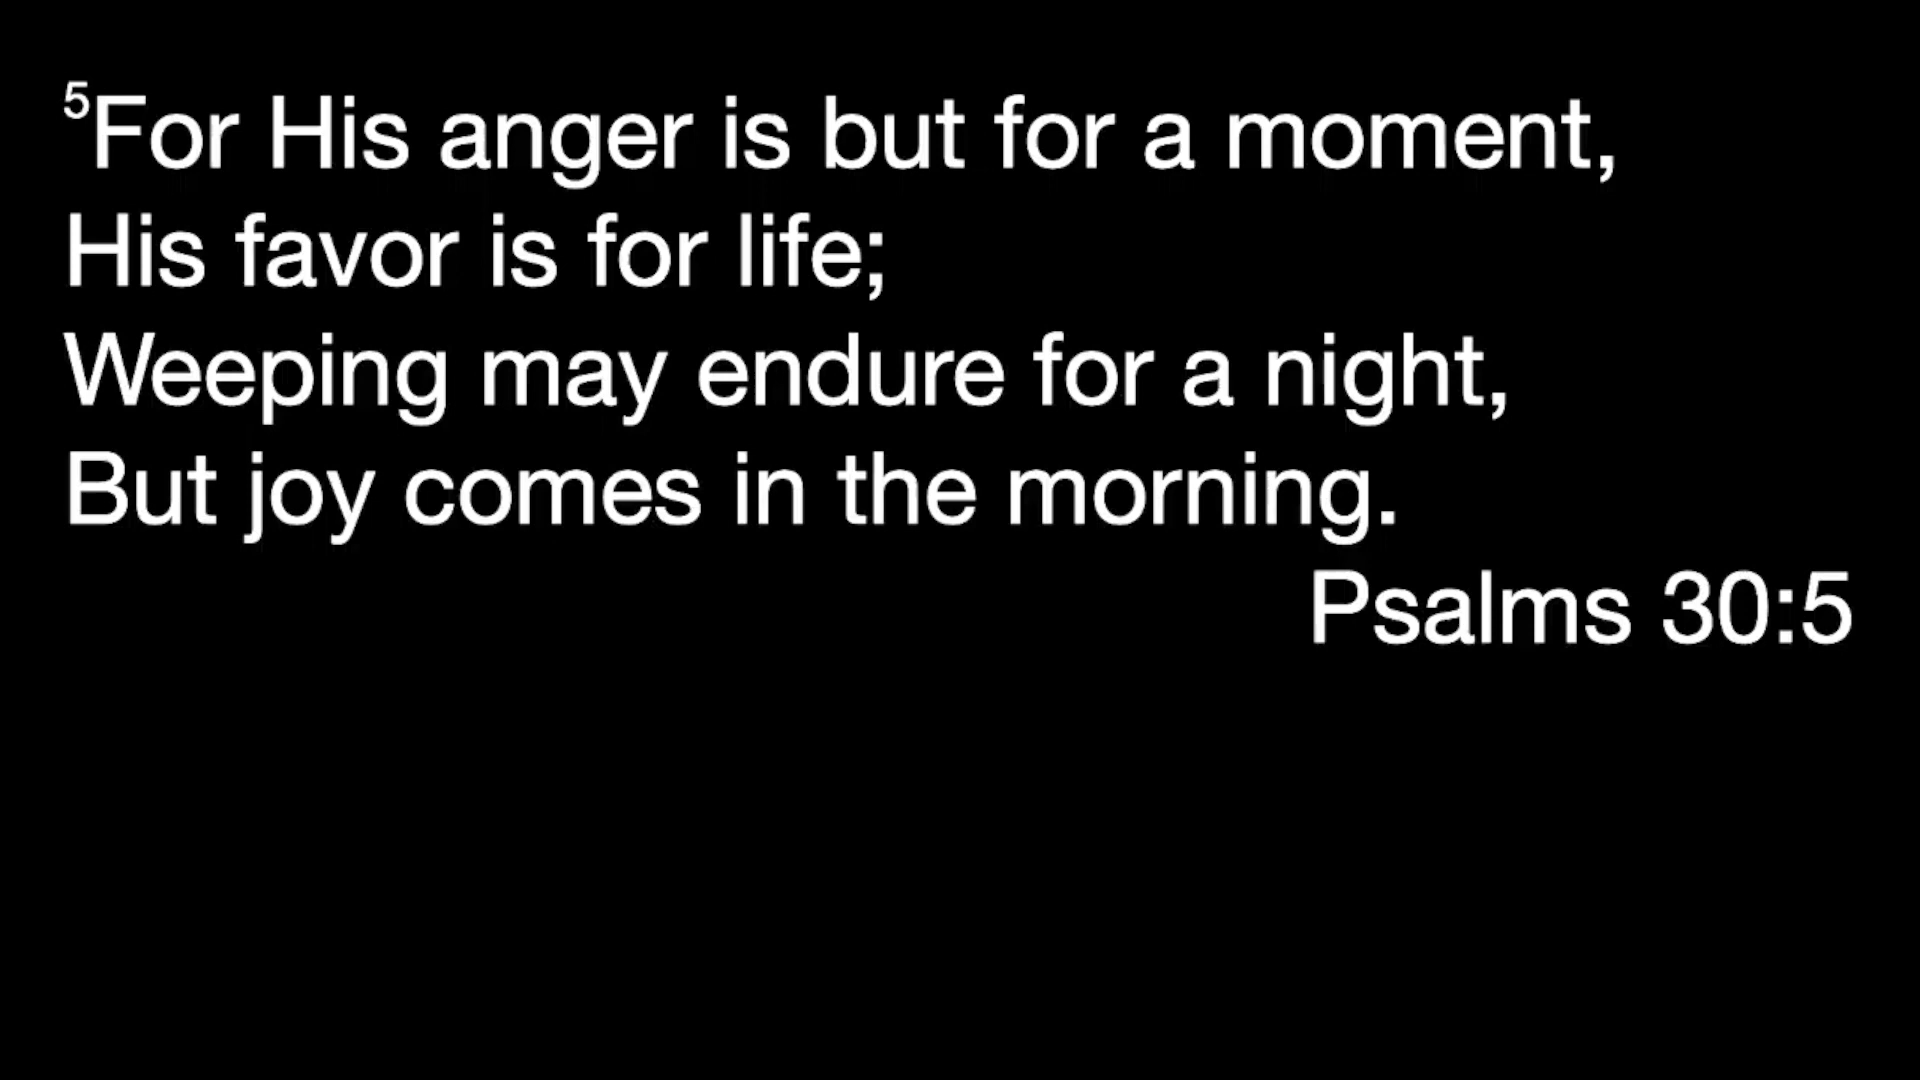 ⁵For His anger is but for a moment,
His favor is for life;
Weeping may endure for a night,
But joy comes in the morning.
Psalms 30:5